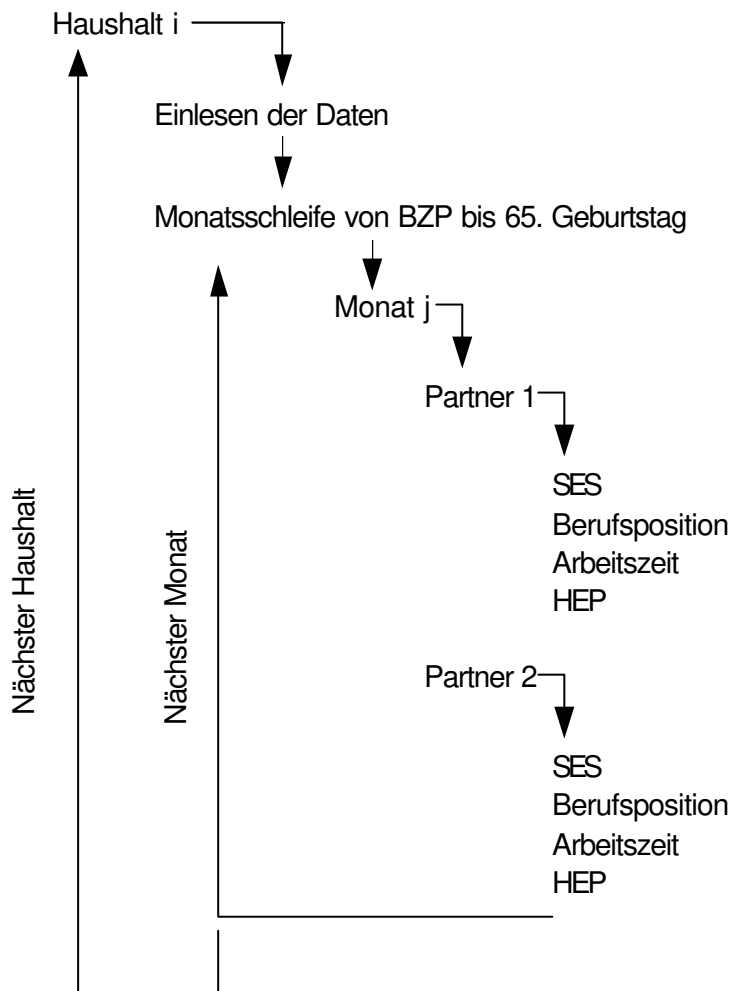 Haushalt i
Einlesen der Daten
Monatsschleife von BZP bis 65. Geburtstag
Monat j
Partner 1
SES
Berufsposition
Arbeitszeit
HEP
Partner 2
SES
Berufsposition
Arbeitszeit
HEP
Nächster Haushalt
Nächster Monat